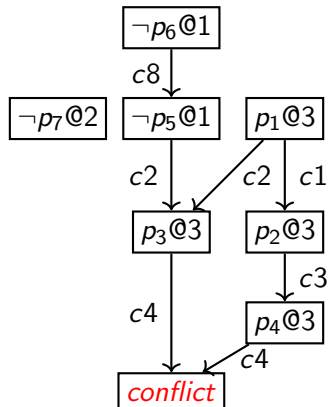 ¬p₆@1
c8
¬p₇@2 ¬p₅@1 p₁@3
c2 c2 c1
p₃@3 p₂@3
c3
c4 p₄@3
c4
conflict